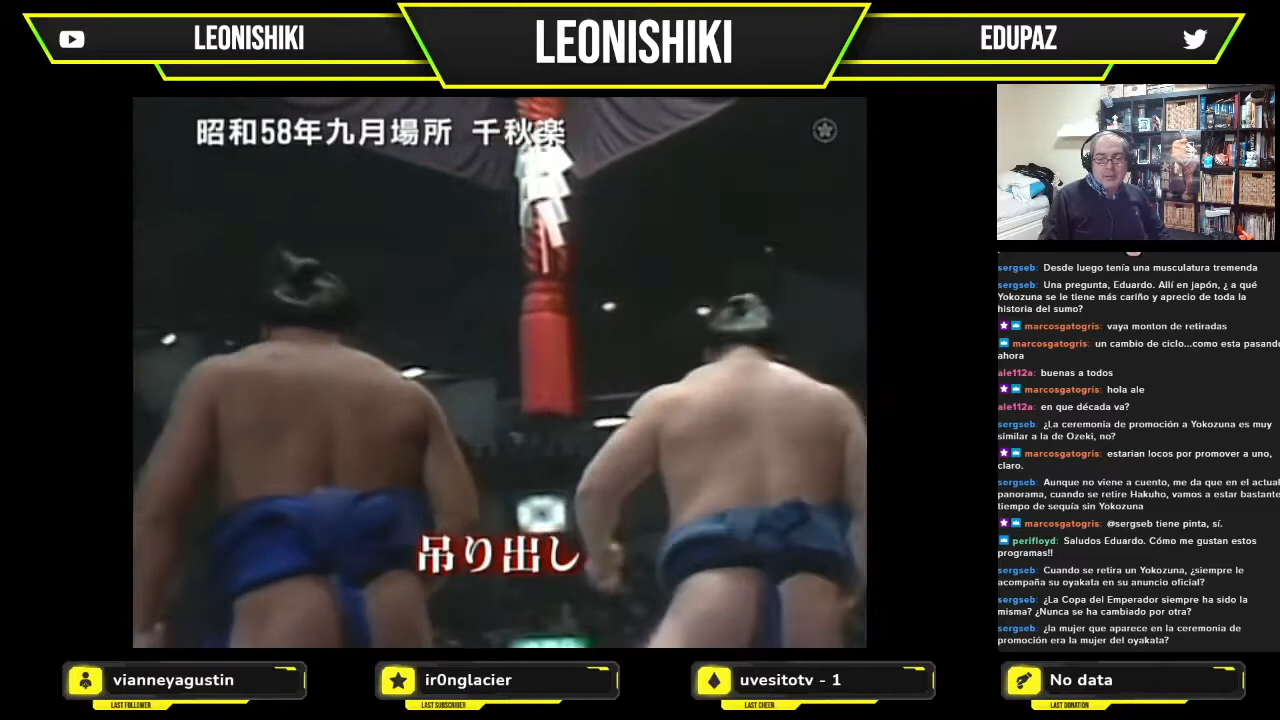 LEONISHIKI
LEONISHIKI
EDUPAZ
昭和58年九月場所 千秋楽
吊り出し
sergseb: Desde luego tenía una musculatura tremenda
sergseb: Una pregunta, Eduardo. Allí en japón, ¿ a qué
Yokozuna se le tiene más cariño y aprecio de toda la
historia del sumo?
marcosgatogris: vaya monton de retiradas
marcosgatogris: un cambio de ciclo...como esta pasando
ahora
ale112a: buenas a todos
marcosgatogris: hola ale
ale112a: en que década va?
sergseb: ¿La ceremonia de promoción a Yokozuna es muy
similar a la de Ozeki, no?
marcosgatogris: estarian locos por promover a uno,
claro.
sergseb: Aunque no viene a cuento, me da que en el actual
panorama, cuando se retire Hakuho, vamos a estar bastante
tiempo de sequía sin Yokozuna
marcosgatogris: @sergseb tiene pinta, sí.
perifloyd: Saludos Eduardo. Cómo me gustan estos
programas!!
sergseb: Cuando se retira un Yokozuna, ¿siempre le
acompaña su oyakata en su anuncio oficial?
sergseb: ¿La Copa del Emperador siempre ha sido la
misma? ¿Nunca se ha cambiado por otra?
sergseb: ¿la mujer que aparece en la ceremonia de
promoción era la mujer del oyakata?
vianneyagustin
LAST FOLLOWER
ir0nglacier
LAST SUBSCRIBER
uvesitotv - 1
LAST CHEER
No data
LAST DONATION